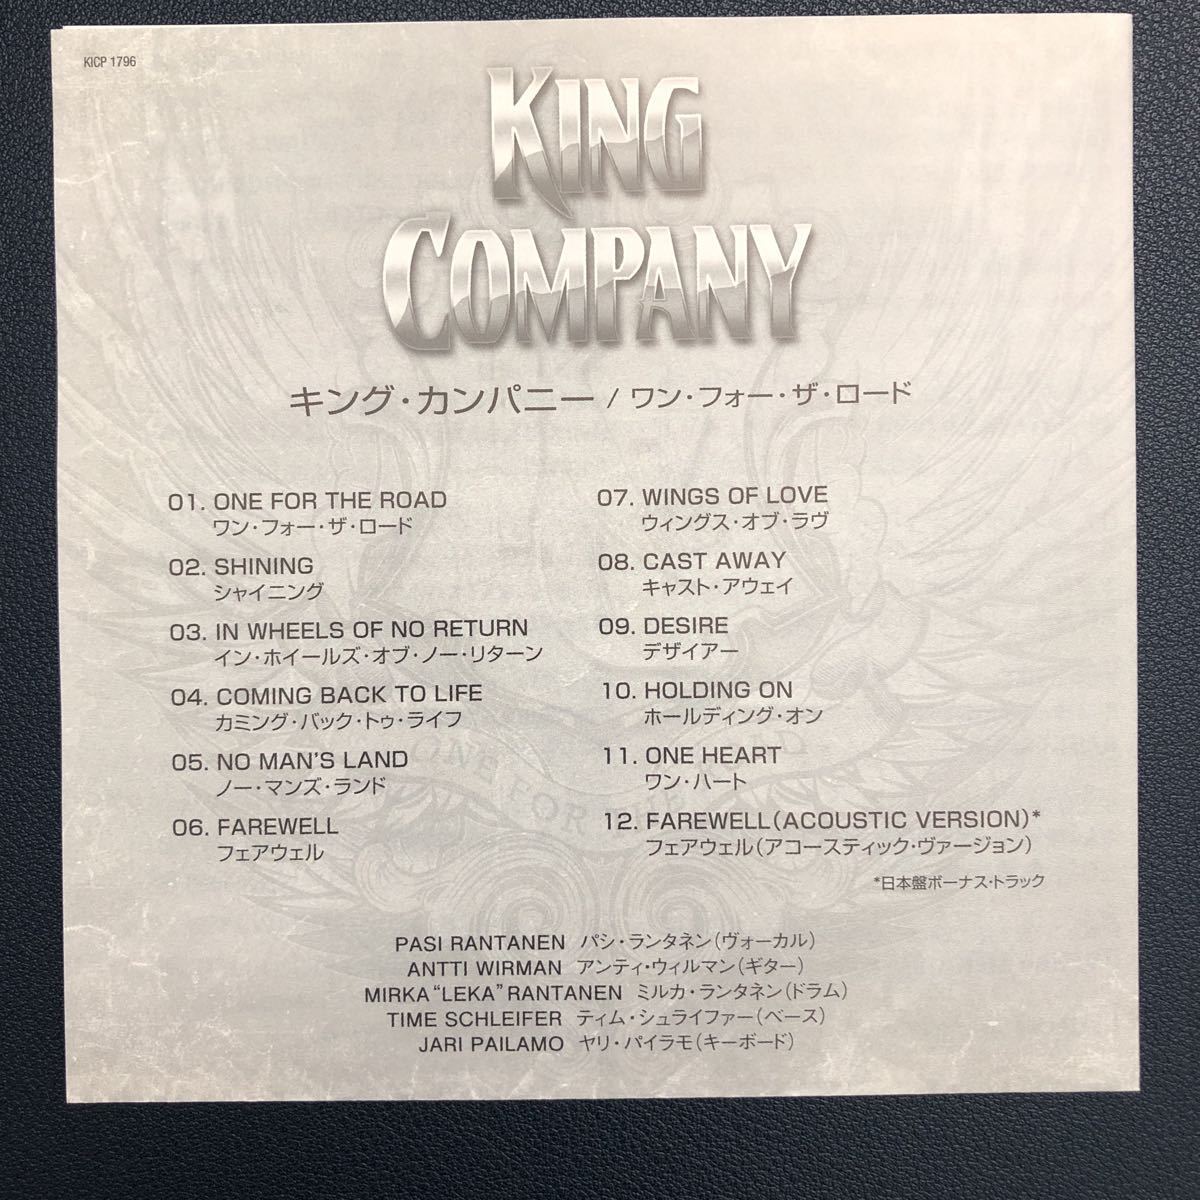 KICP 1796
KING
COMPANY
キング・カンパニー / ワン・フォー・ザ・ロード
01. ONE FOR THE ROAD
ワン・フォー・ザ・ロード
02. SHINING
シャイニング
03. IN WHEELS OF NO RETURN
イン・ホイールズ・オブ・ノー・リターン
04. COMING BACK TO LIFE
カミング・バック・トゥ・ライフ
05. NO MAN'S LAND
ノー・マンズ・ランド
06. FAREWELL
フェアウェル
07. WINGS OF LOVE
ウィングス・オブ・ラヴ
08. CAST AWAY
キャスト・アウェイ
09. DESIRE
デザイアー
10. HOLDING ON
ホールディング・オン
11. ONE HEART
ワン・ハート
12. FAREWELL(ACOUSTIC VERSION)*
フェアウェル(アコースティック・ヴァージョン)
*日本盤ボーナス・トラック
PASI RANTANEN パシ・ランタネン(ヴォーカル)
ANTTI WIRMAN アンティ・ウィルマン(ギター)
MIRKA “LEKA” RANTANEN ミルカ・ランタネン(ドラム)
TIME SCHLEIFER ティム・シュライファー(ベース)
JARI PAILAMO ヤリ・パイラモ(キーボード)
ONE FOR THE ROAD